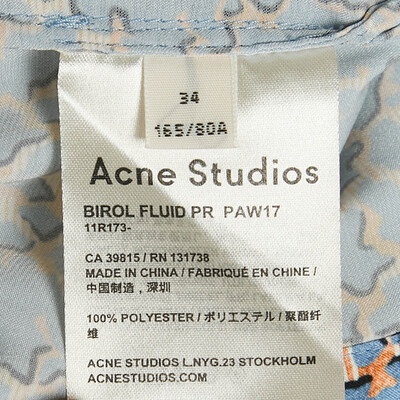 34
165/80A
Acne Studios
BIROL FLUID PR PAW17
11R173-
CA 39815 / RN 131738
MADE IN CHINA / FABRIQUÉ EN CHINE /
中国制造，深圳
100% POLYESTER / ポリエステル / 聚酯纤
维
ACNE STUDIOS L.NYG.23 STOCKHOLM
ACNESTUDIOS.COM